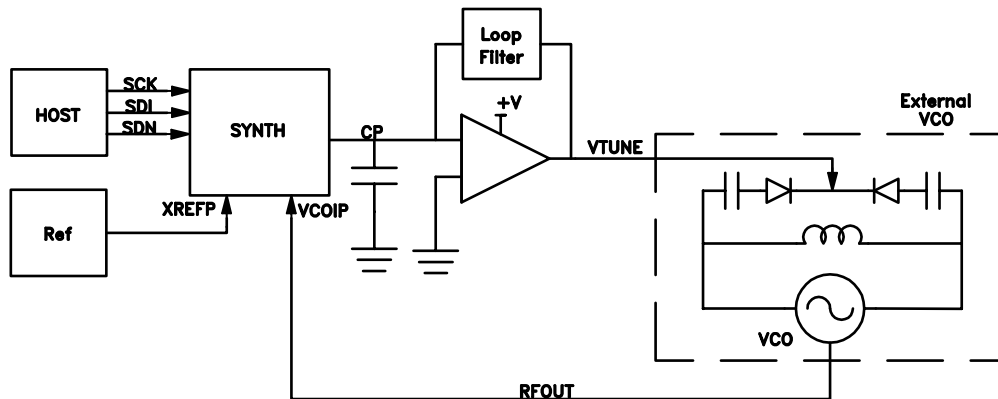 Loop
Filter
+V
External
VCO
HOST
SCK
SDI
SDN
SYNTH
CP
VTUNE
Ref
XREFP
VCOIP
VCO
RFOUT